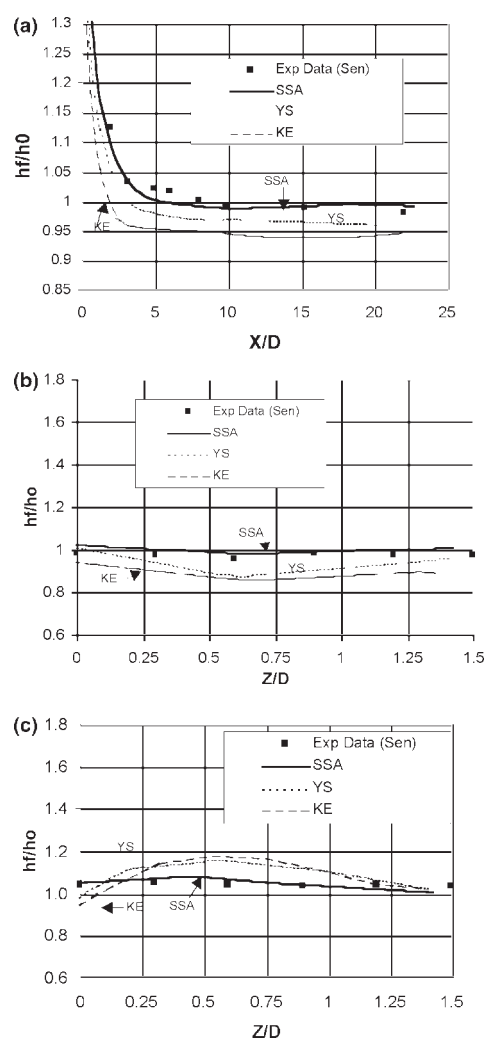 (a)
1.3
1.25
1.2
1.15
1.1
1.05
1
0.95
0.9
0.85
hf/h0
Exp Data (Sen)
SSA
YS
KE
SSA
YS
KE
0 5 10 15 20 25
X/D
(b)
1.8
1.6
1.4
1.2
1
0.8
0.6
hf/ho
Exp Data (Sen)
SSA
YS
KE
SSA
YS
KE
0 0.25 0.5 0.75 1 1.25 1.5
Z/D
(c)
1.8
1.6
1.4
1.2
1.0
0.8
0.6
hf/ho
Exp Data (Sen)
SSA
YS
KE
YS
KE
SSA
0 0.25 0.5 0.75 1.0 1.25 1.5
Z/D